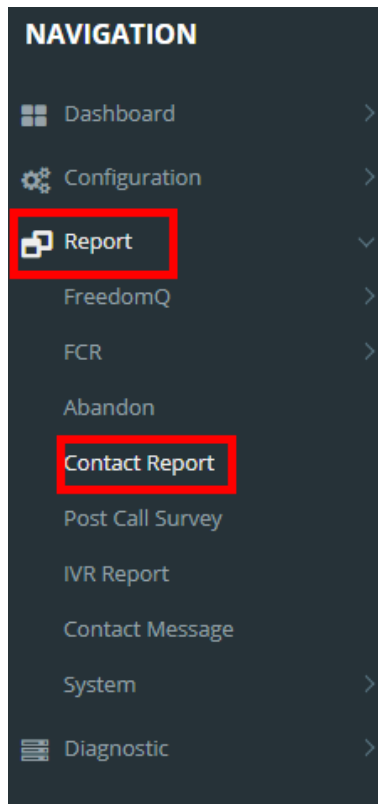 NAVIGATION
Dashboard
Configuration
Report
FreedomQ
FCR
Abandon
Contact Report
Post Call Survey
IVR Report
Contact Message
System
Diagnostic